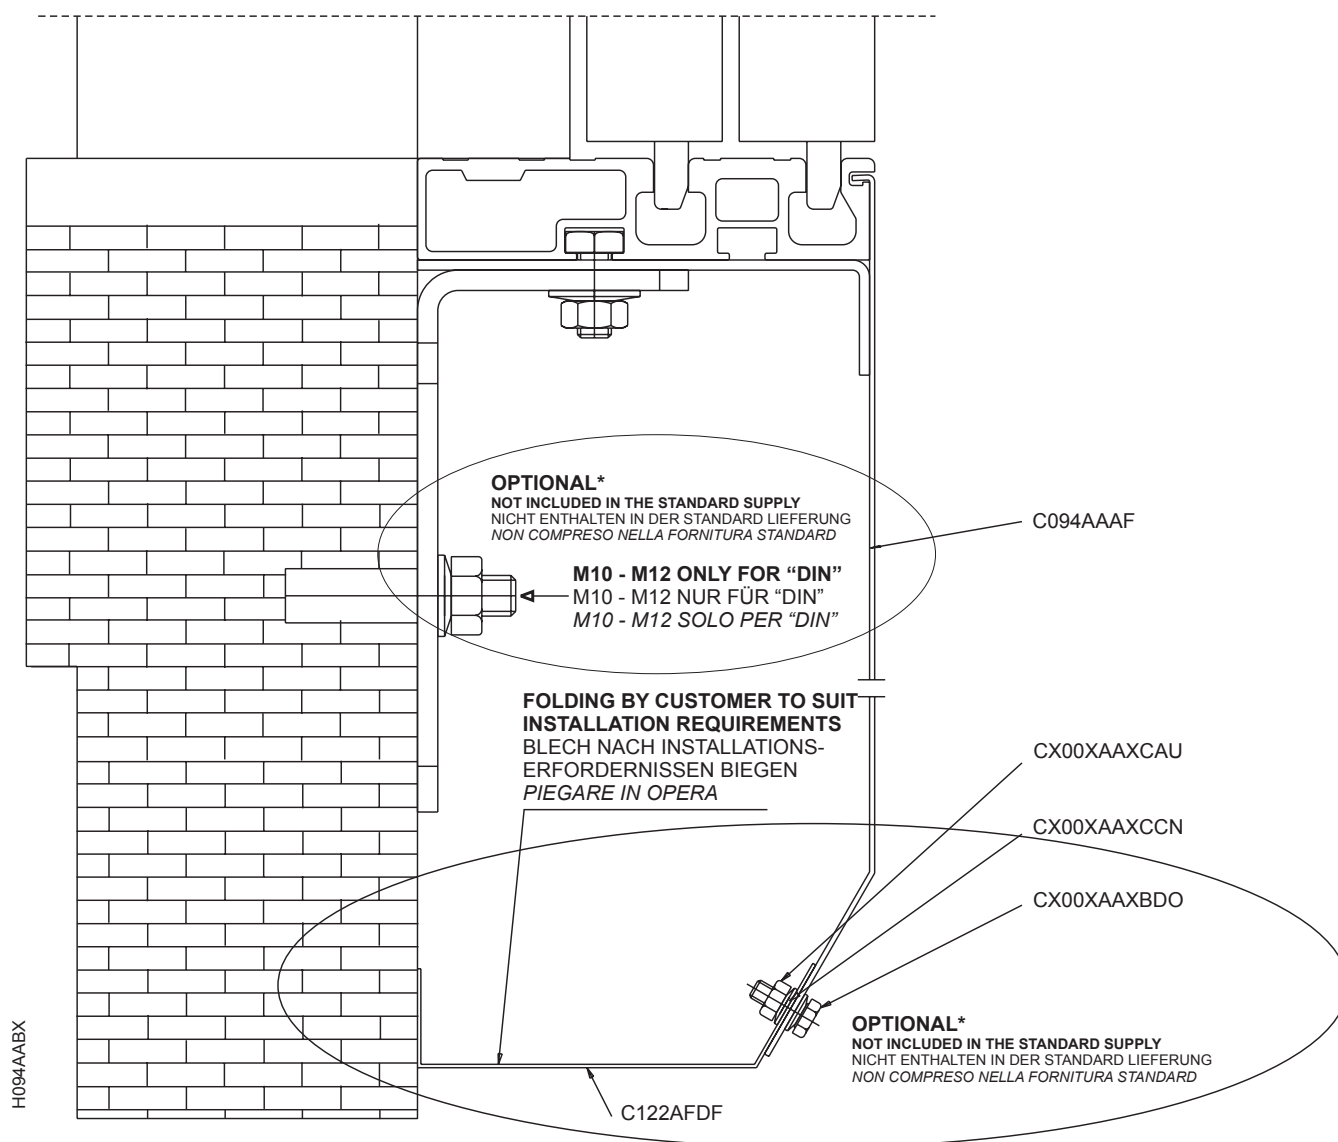 OPTIONAL*
NOT INCLUDED IN THE STANDARD SUPPLY
NICHT ENTHALTEN IN DER STANDARD LIEFERUNG
NON COMPRESO NELLA FORNITURA STANDARD
C094AAAF
M10 - M12 ONLY FOR “DIN”
M10 - M12 NUR FÜR “DIN”
M10 - M12 SOLO PER “DIN”
FOLDING BY CUSTOMER TO SUIT
INSTALLATION REQUIREMENTS
BLECH NACH INSTALLATIONS-
ERFORDERNISSEN BIEGEN
PIEGARE IN OPERA
CX00XAAXCAU
CX00XAAXCCN
CX00XAAXBDO
OPTIONAL*
NOT INCLUDED IN THE STANDARD SUPPLY
NICHT ENTHALTEN IN DER STANDARD LIEFERUNG
NON COMPRESO NELLA FORNITURA STANDARD
C122AFDF
H094AABX